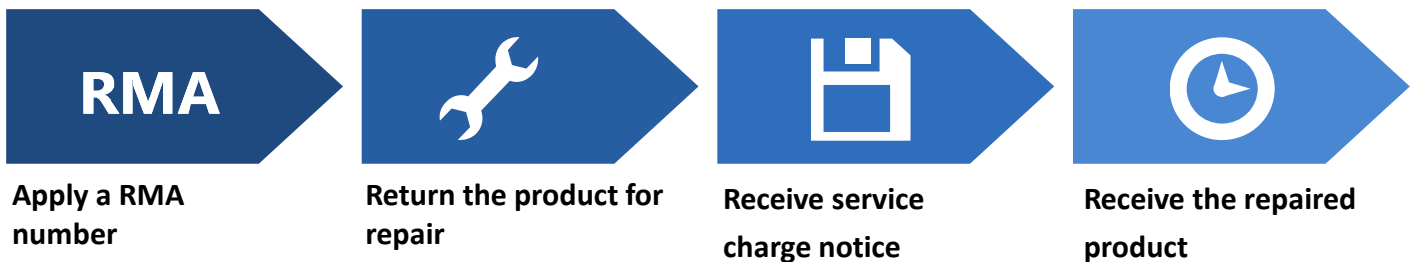 RMA
Apply a RMA
number
Return the product for
repair
Receive service
charge notice
Receive the repaired
product